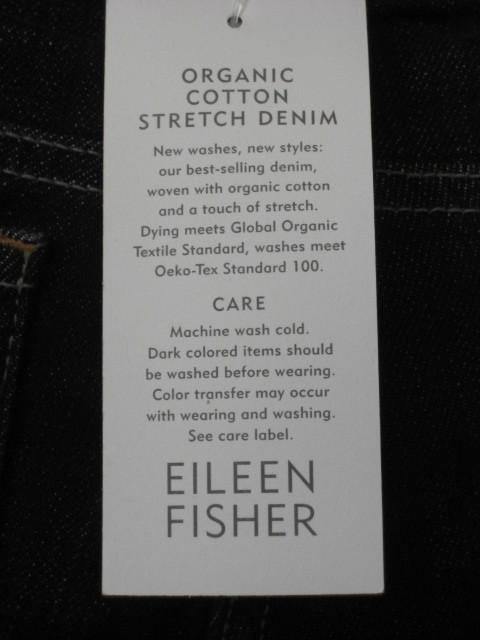 ORGANIC
COTTON
STRETCH DENIM
New washes, new styles:
our best-selling denim,
woven with organic cotton
and a touch of stretch.
Dying meets Global Organic
Textile Standard, washes meet
Oeko-Tex Standard 100.
CARE
Machine wash cold.
Dark colored items should
be washed before wearing.
Color transfer may occur
with wearing and washing.
See care label.
EILEEN
FISHER